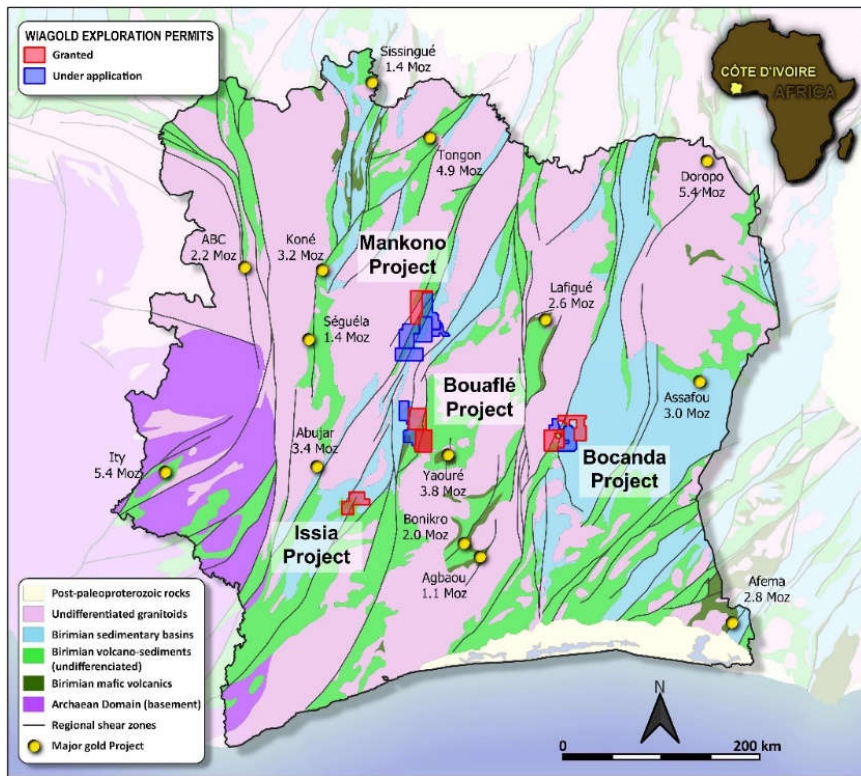 WIAGOLD EXPLORATION PERMITS
Granted
Under application
Sissingué
1.4 Moz
CÔTE D'IVOIRE
AFRICA
Tongon
4.9 Moz
Doropo
5.4 Moz
ABC
2.2 Moz
Koné
3.2 Moz
Mankono
Project
Lafigué
2.6 Moz
Séguéla
1.4 Moz
Bouaflé
Project
Assafou
3.0 Moz
Abujar
3.4 Moz
Ity
5.4 Moz
Yaouré
3.8 Moz
Bocanda
Project
Issia
Project
Bonikro
2.0 Moz
Agbaou
1.1 Moz
Afema
2.8 Moz
Post-paleoproterozoic rocks
Undifferentiated granitoids
Birimian sedimentary basins
Birimian volcano-sediments
(undifferenciated)
Birimian mafic volcanics
Archaean Domain (basement)
Regional shear zones
Major gold Project
N
0 200 km